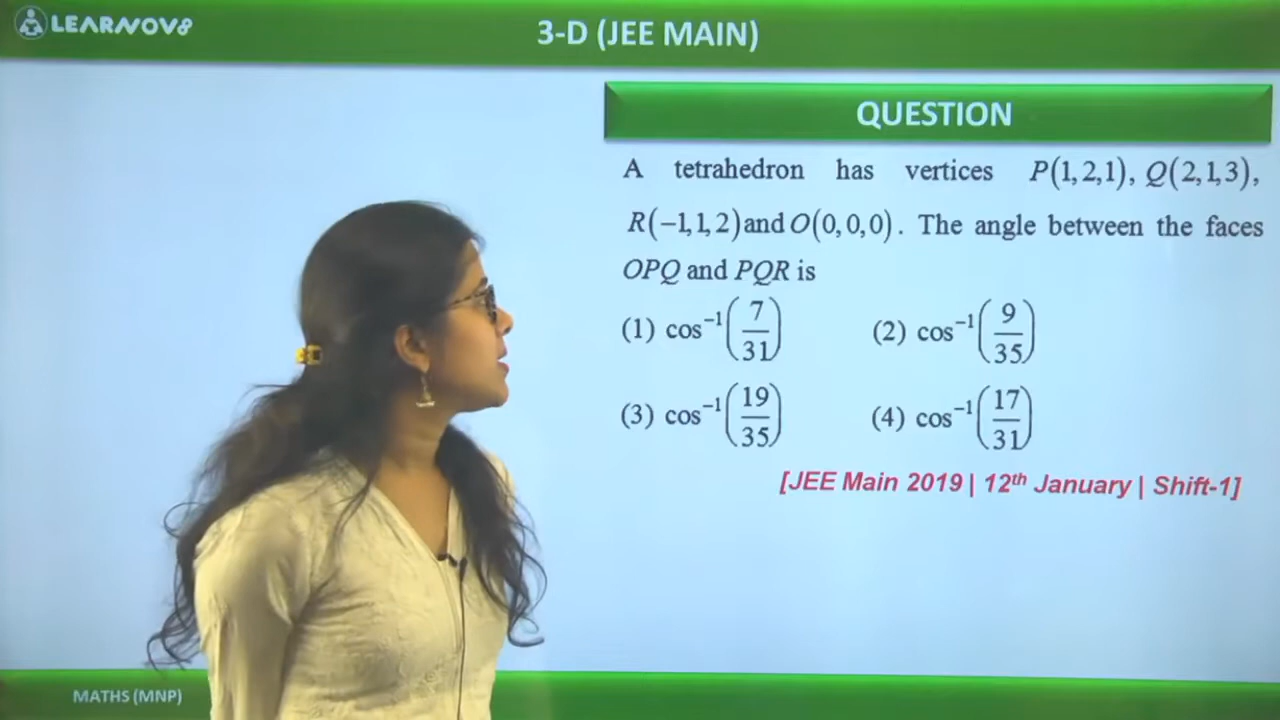 LEARNOV8
3-D (JEE MAIN)
QUESTION
A tetrahedron has vertices P(1,2,1), Q(2,1,3),
R(−1,1,2) and O(0,0,0). The angle between the faces
OPQ and PQR is
(1) cos⁻¹(7/31) (2) cos⁻¹(9/35)
(3) cos⁻¹(19/35) (4) cos⁻¹(17/31)
[JEE Main 2019 | 12th January | Shift-1]
MATHS (MNP)